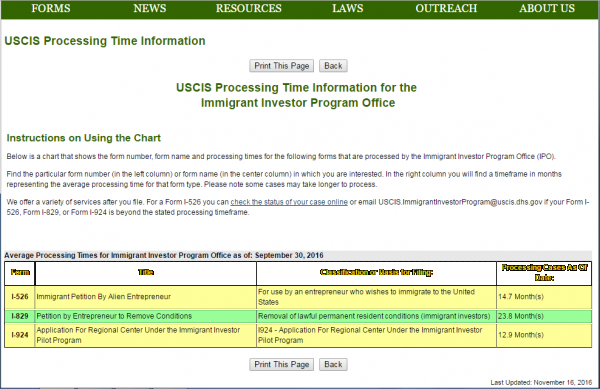 FORMS NEWS RESOURCES LAWS OUTREACH ABOUT US
USCIS Processing Time Information
Print This Page Back
USCIS Processing Time Information for the
Immigrant Investor Program Office
Instructions on Using the Chart
Below is a chart that shows the form number, form name and processing times for the following forms that are processed by the Immigrant Investor Program Office (IPO).
Find the particular form number (in the left column) or form name (in the center column) in which you are interested. In the right column you will find a timeframe in months
representing the average processing time for that form type. Please note some cases may take longer to process.
We offer a variety of services after you file. For a Form I-526 you can check the status of your case online or email USCIS.ImmigrantInvestorProgram@uscis.dhs.gov if your Form I-
526, Form I-829, or Form I-924 is beyond the stated processing timeframe.
Average Processing Times for Immigrant Investor Program Office as of: September 30, 2016
Form Title Classification or Basis for Filing: Processing Cases As Of
Date:
I-526 Immigrant Petition By Alien Entrepreneur For use by an entrepreneur who wishes to immigrate to the United
States 14.7 Month(s)
I-829 Petition by Entrepreneur to Remove Conditions Removal of lawful permanent resident conditions (immigrant investors) 23.8 Month(s)
I-924 Application For Regional Center Under the Immigrant Investor
Pilot Program I924 - Application For Regional Center Under the Immigrant Investor
Pilot Program 12.9 Month(s)
Print This Page Back
Last Updated: November 16, 2016